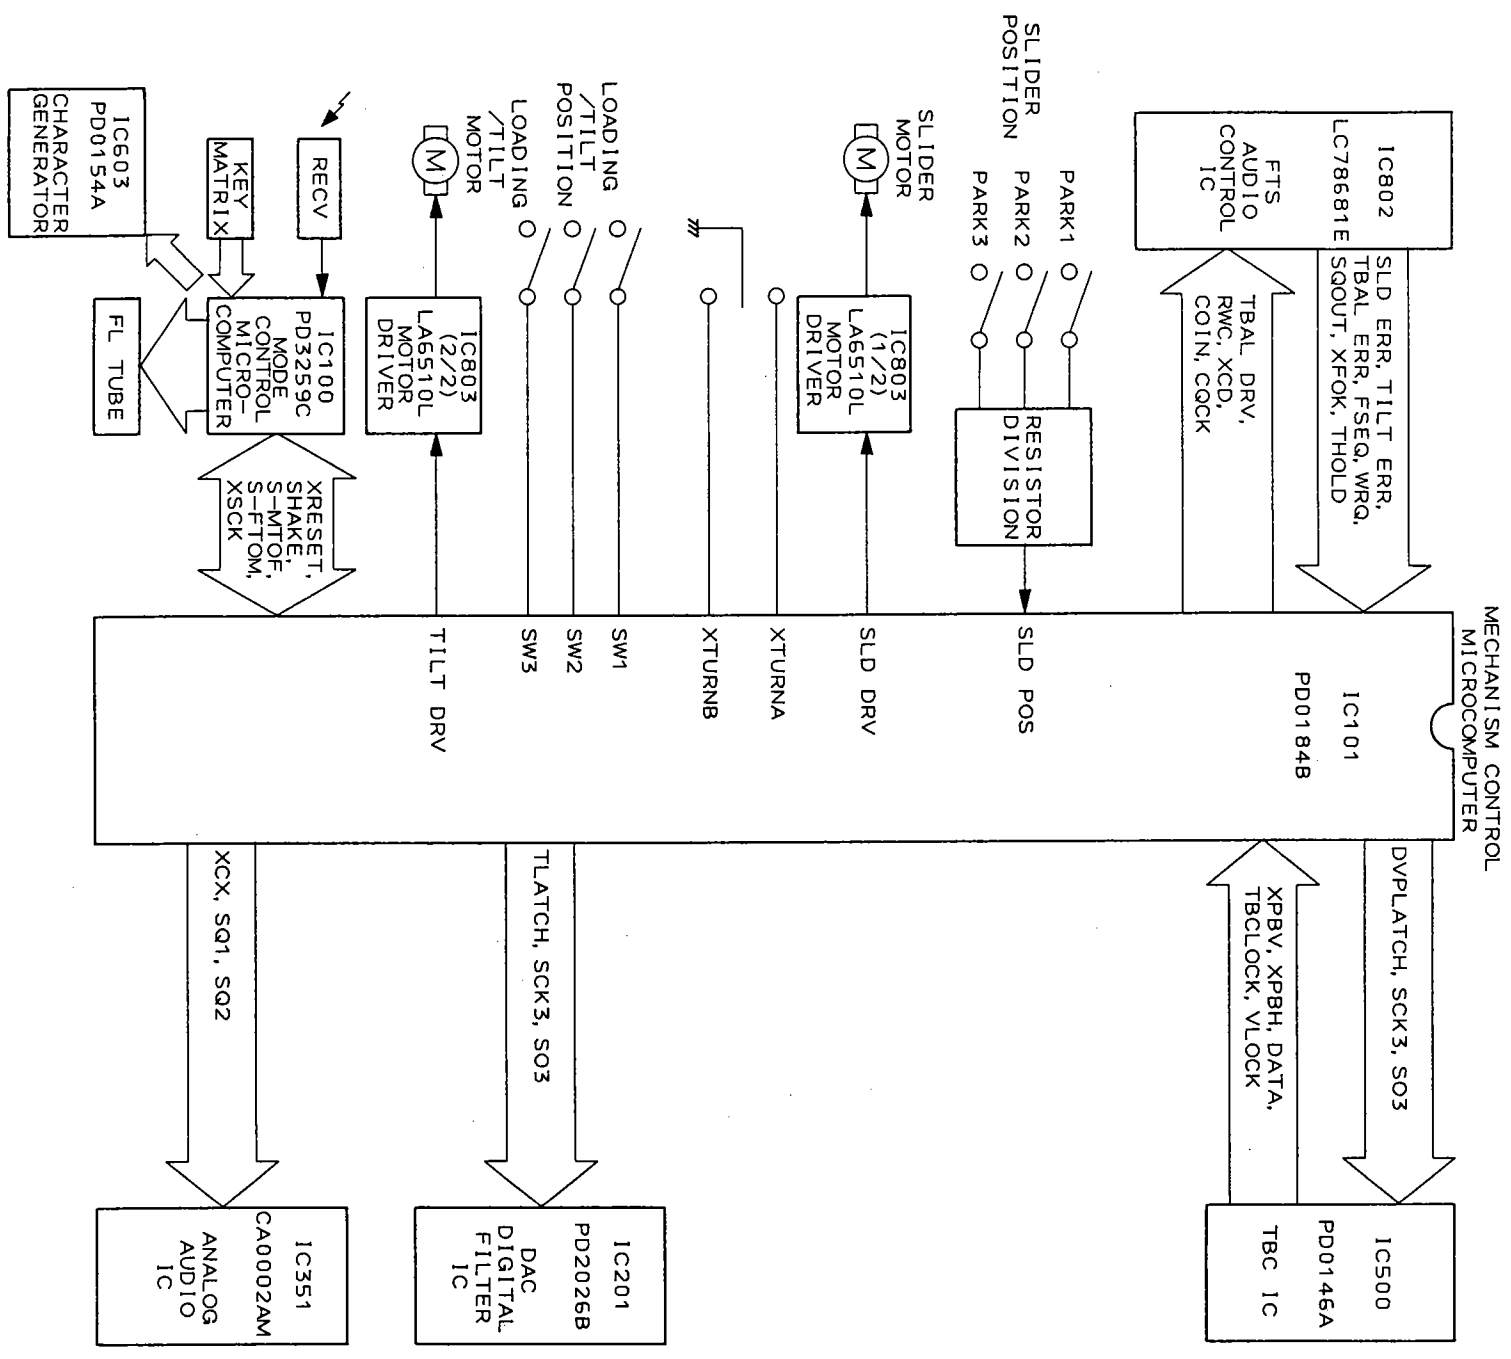 MECHANISM CONTROL
MICROCOMPUTER
IC101
PD0184B
IC802
LC78681E
FTS
AUDIO
CONTROL
IC
SLD ERR, TILT ERR,
TBAL ERR, FSEQ, WRQ,
SQOUT, XFOK, THOLD
TBAL DRV,
RWC, XCD,
COIN, CQCK
SLIDER
POSITION
PARK1
PARK2
PARK3
RESISTOR
DIVISION
SLD POS
SLIDER
MOTOR
M
IC803
(1/2)
LA6510L
MOTOR
DRIVER
SLD DRV
XTURNA
XTURNB
LOADING
/TILT
POSITION
SW1
SW2
SW3
LOADING
/TILT
MOTOR
M
IC803
(2/2)
LA6510L
MOTOR
DRIVER
TILT DRV
RECV
KEY
MATRIX
IC100
PD3259C
MODE
CONTROL
MICRO-
COMPUTER
XRESET,
SHAKE,
S-MTOF,
S-FTOM,
XSCK
IC603
PD0154A
CHARACTER
GENERATOR
FL TUBE
DVPLATCH, SCK3, SO3
XPBV, XPBH, DATA,
TBCLOCK, VLOCK
IC500
PD0146A
TBC IC
TLATCH, SCK3, SO3
IC201
PD2026B
DAC
DIGITAL
FILTER
IC
XCX, SQ1, SQ2
IC351
CA0002AM
ANALOG
AUDIO
IC